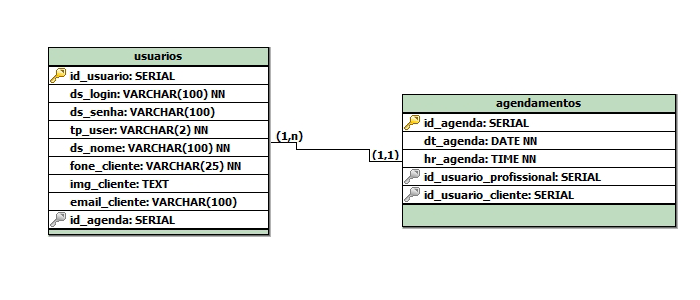 usuarios
id_usuario: SERIAL
ds_login: VARCHAR(100) NN
ds_senha: VARCHAR(100)
tp_user: VARCHAR(2) NN
ds_nome: VARCHAR(100) NN
fone_cliente: VARCHAR(25) NN
img_cliente: TEXT
email_cliente: VARCHAR(100)
id_agenda: SERIAL
(1,n)
(1,1)
agendamentos
id_agenda: SERIAL
dt_agenda: DATE NN
hr_agenda: TIME NN
id_usuario_profissional: SERIAL
id_usuario_cliente: SERIAL